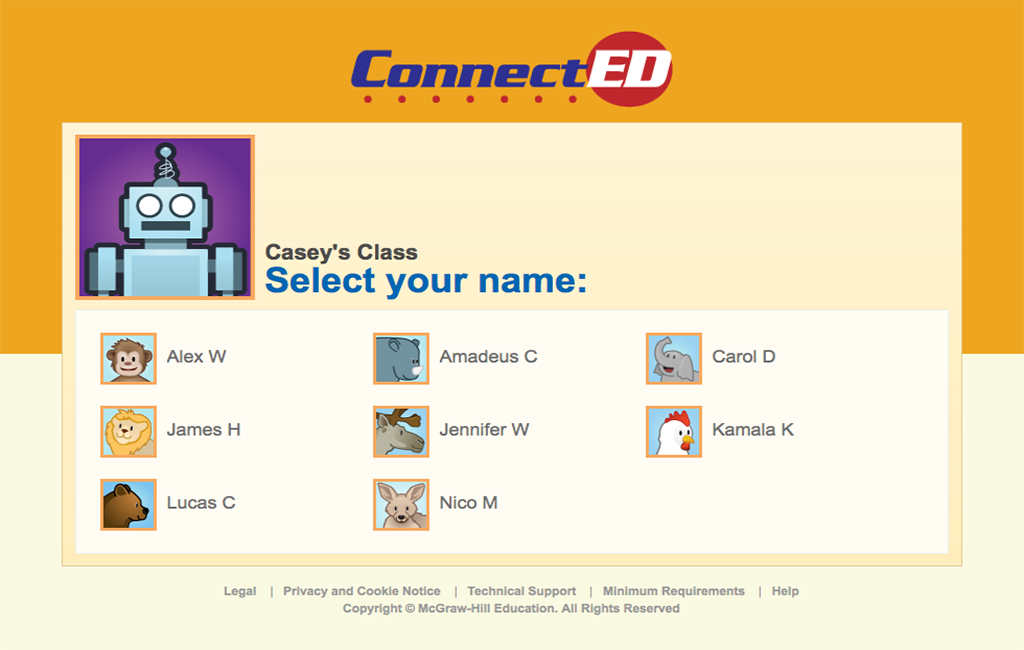 ConnectED
Casey's Class
Select your name:
Alex W
Amadeus C
Carol D
James H
Jennifer W
Kamala K
Lucas C
Nico M
Legal | Privacy and Cookie Notice | Technical Support | Minimum Requirements | Help
Copyright © McGraw-Hill Education. All Rights Reserved